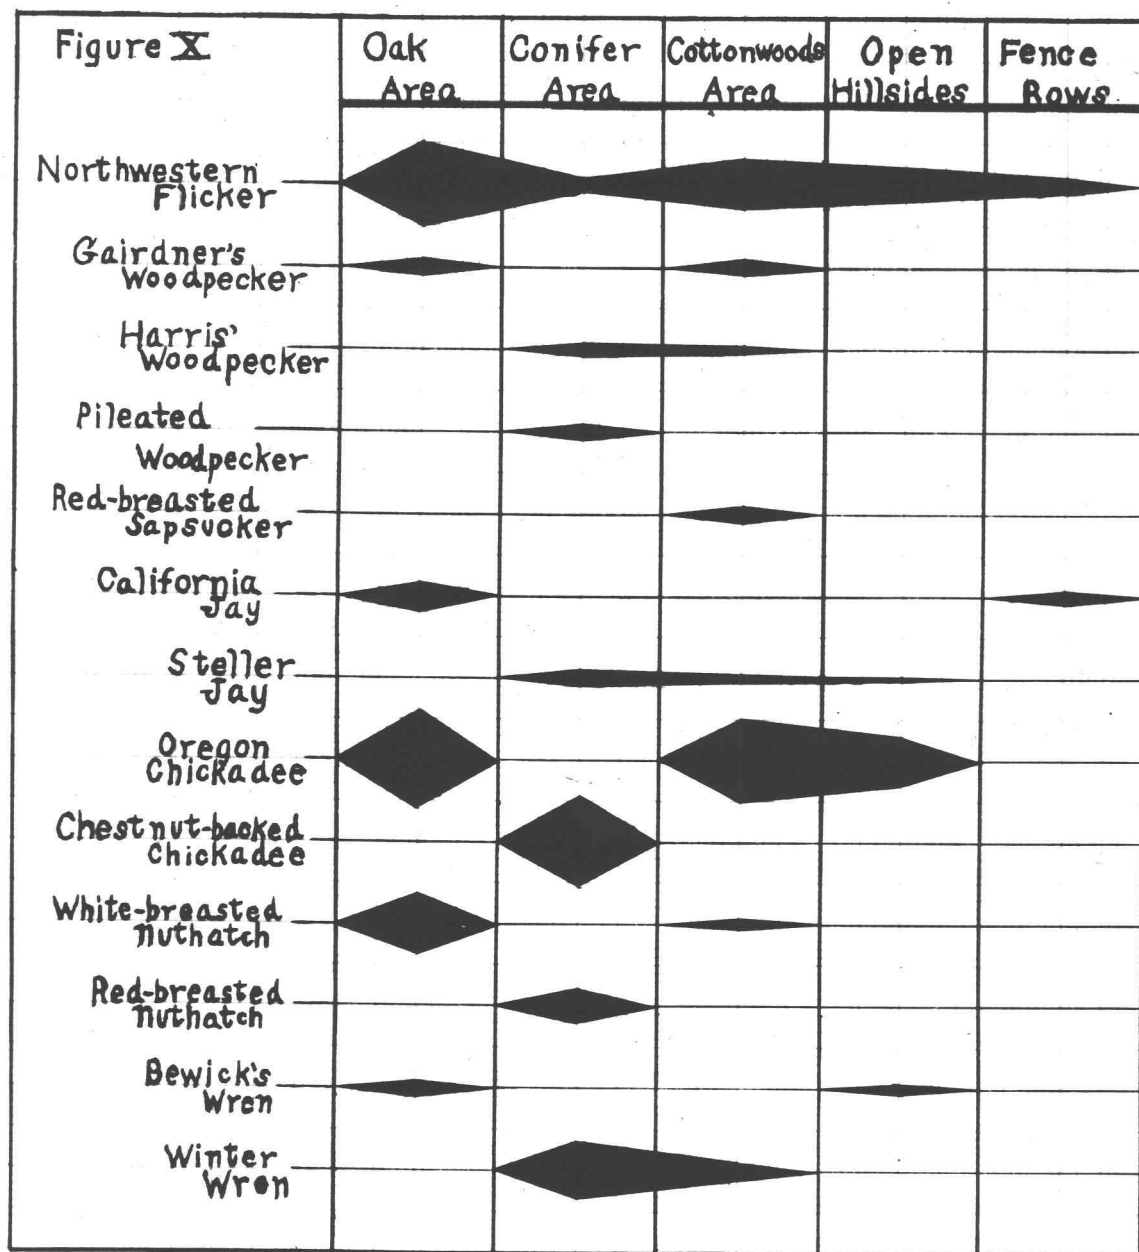 Figure X
Oak
Area
Conifer
Area
Cottonwoods
Area
Open
Hillsides
Fence
Rows
Northwestern
Flicker
Gairdner's
Woodpecker
Harris'
Woodpecker
Pileated
Woodpecker
Red-breasted
Sapsucker
California
Jay
Steller
Jay
Oregon
Chickadee
Chestnut-backed
Chickadee
White-breasted
Nuthatch
Red-breasted
Nuthatch
Bewick's
Wren
Winter
Wren